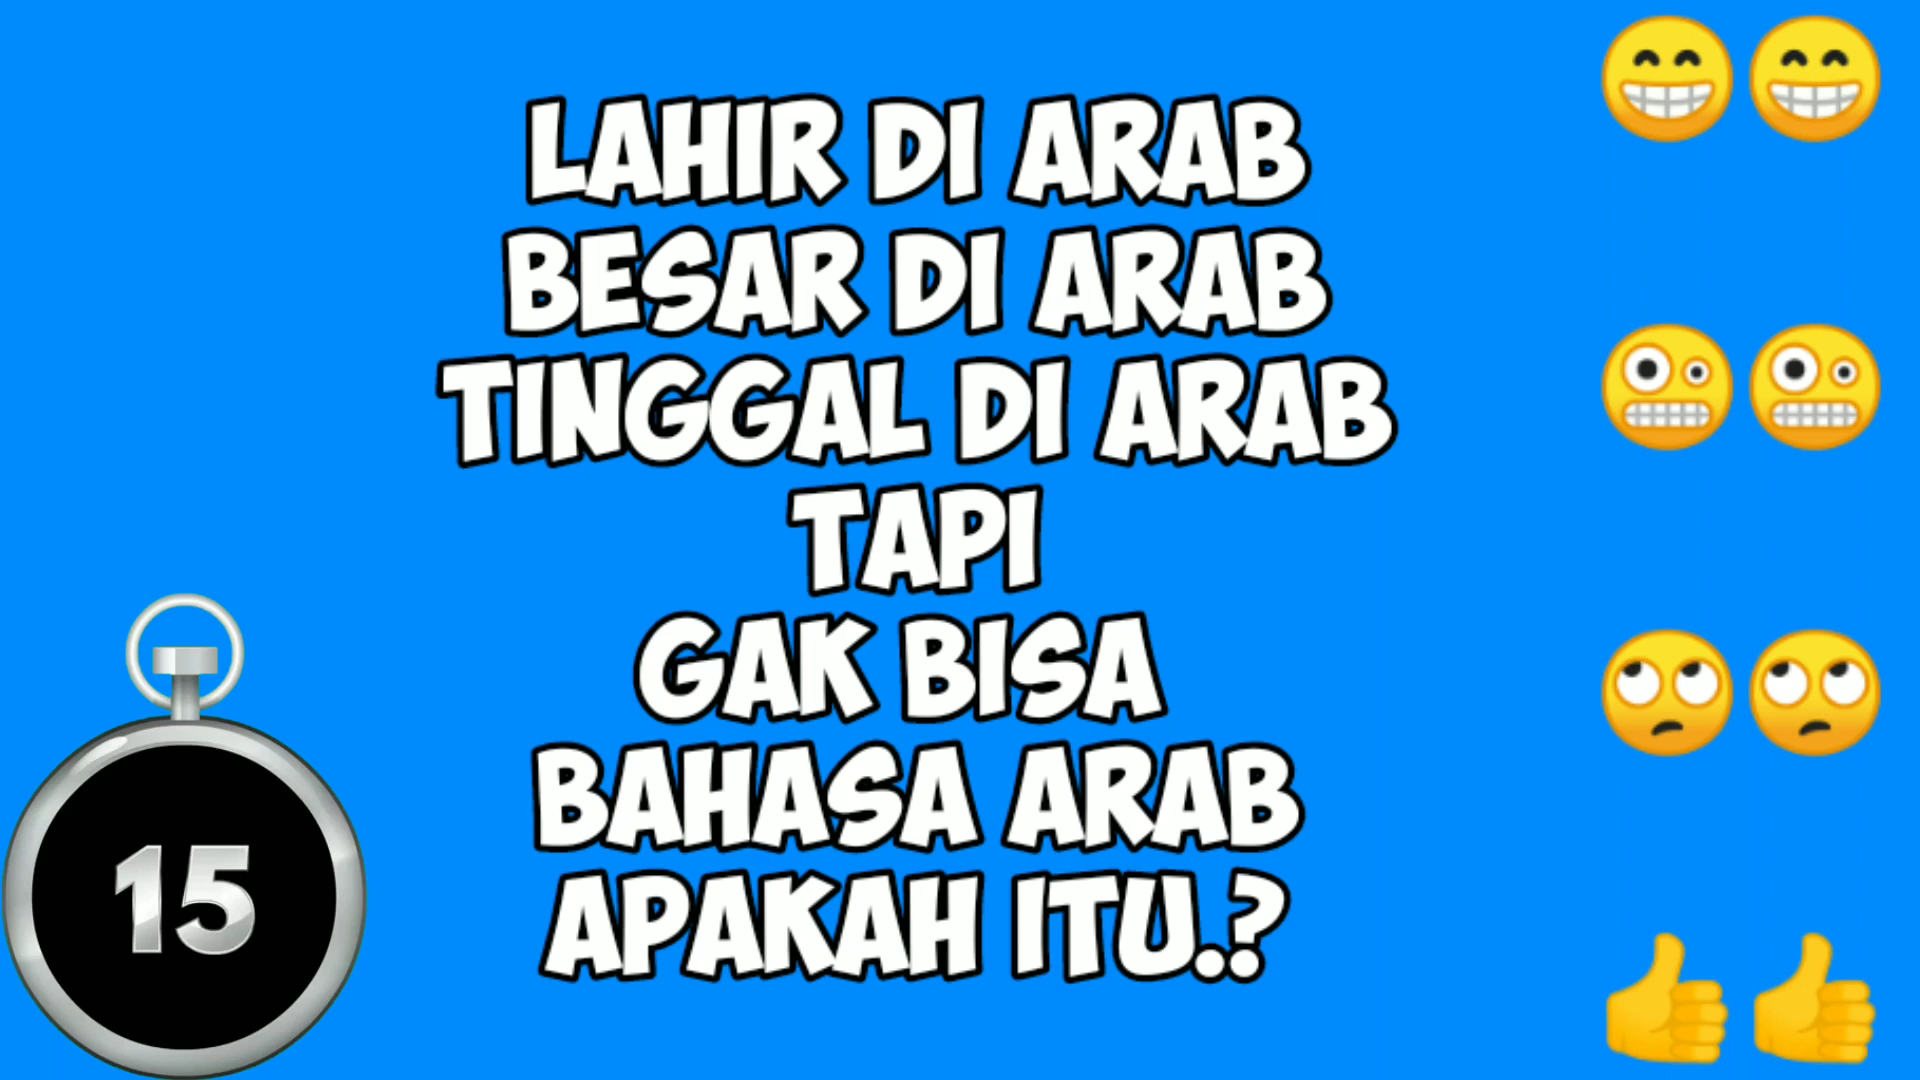 LAHIR DI ARAB
BESAR DI ARAB
TINGGAL DI ARAB
TAPI
GAK BISA
BAHASA ARAB
APAKAH ITU.?
15